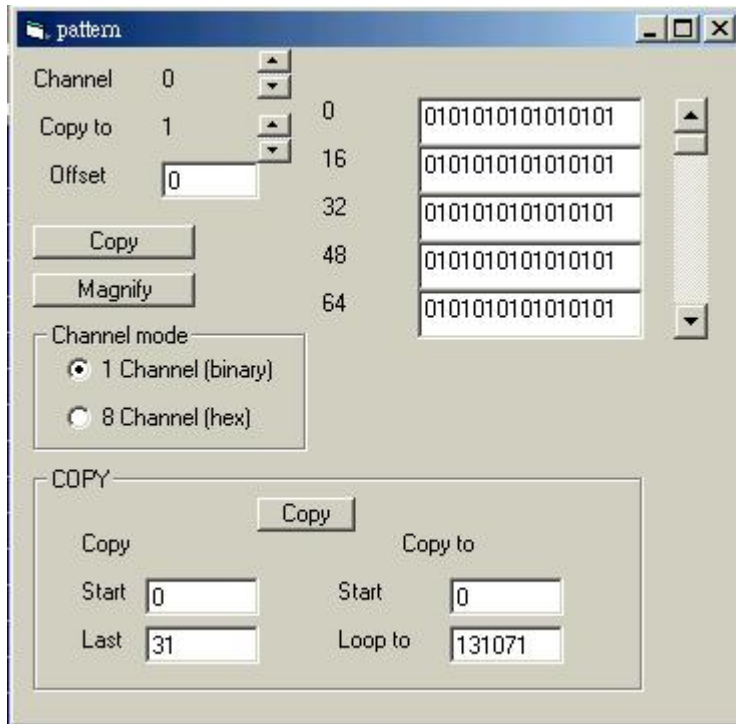 pattern
Channel 0
Copy to 1
Offset 0
Copy
Magnify
0 0101010101010101
16 0101010101010101
32 0101010101010101
48 0101010101010101
64 0101010101010101
Channel mode
1 Channel (binary)
8 Channel (hex)
COPY
Copy
Copy Copy to
Start 0 Start 0
Last 31 Loop to 131071